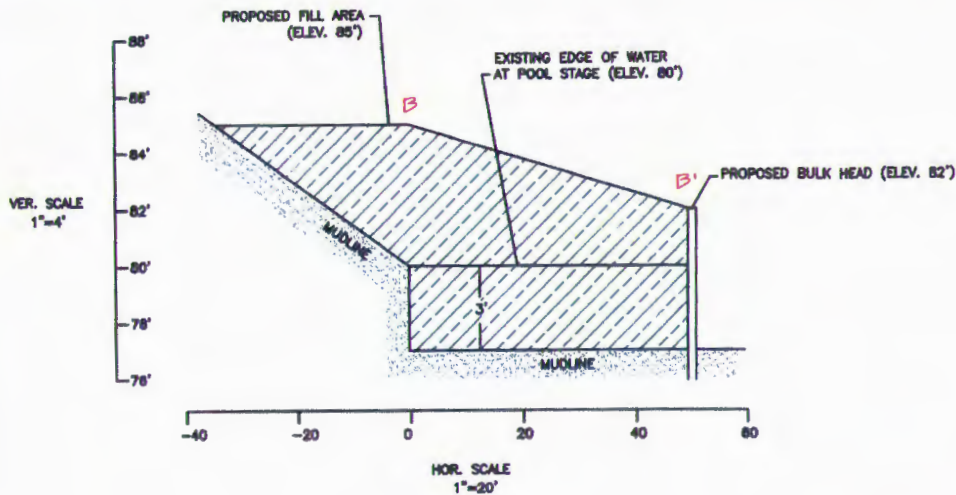 PROPOSED FILL AREA
(ELEV. 85')
EXISTING EDGE OF WATER
AT POOL STAGE (ELEV. 80')
B
B'
PROPOSED BULK HEAD (ELEV. 82')
VER. SCALE
1"=4'
88'
86'
84'
82'
80'
78'
76'
MUDLINE
3'
MUDLINE
-40
-20
0
20
40
60
HOR. SCALE
1"=20'